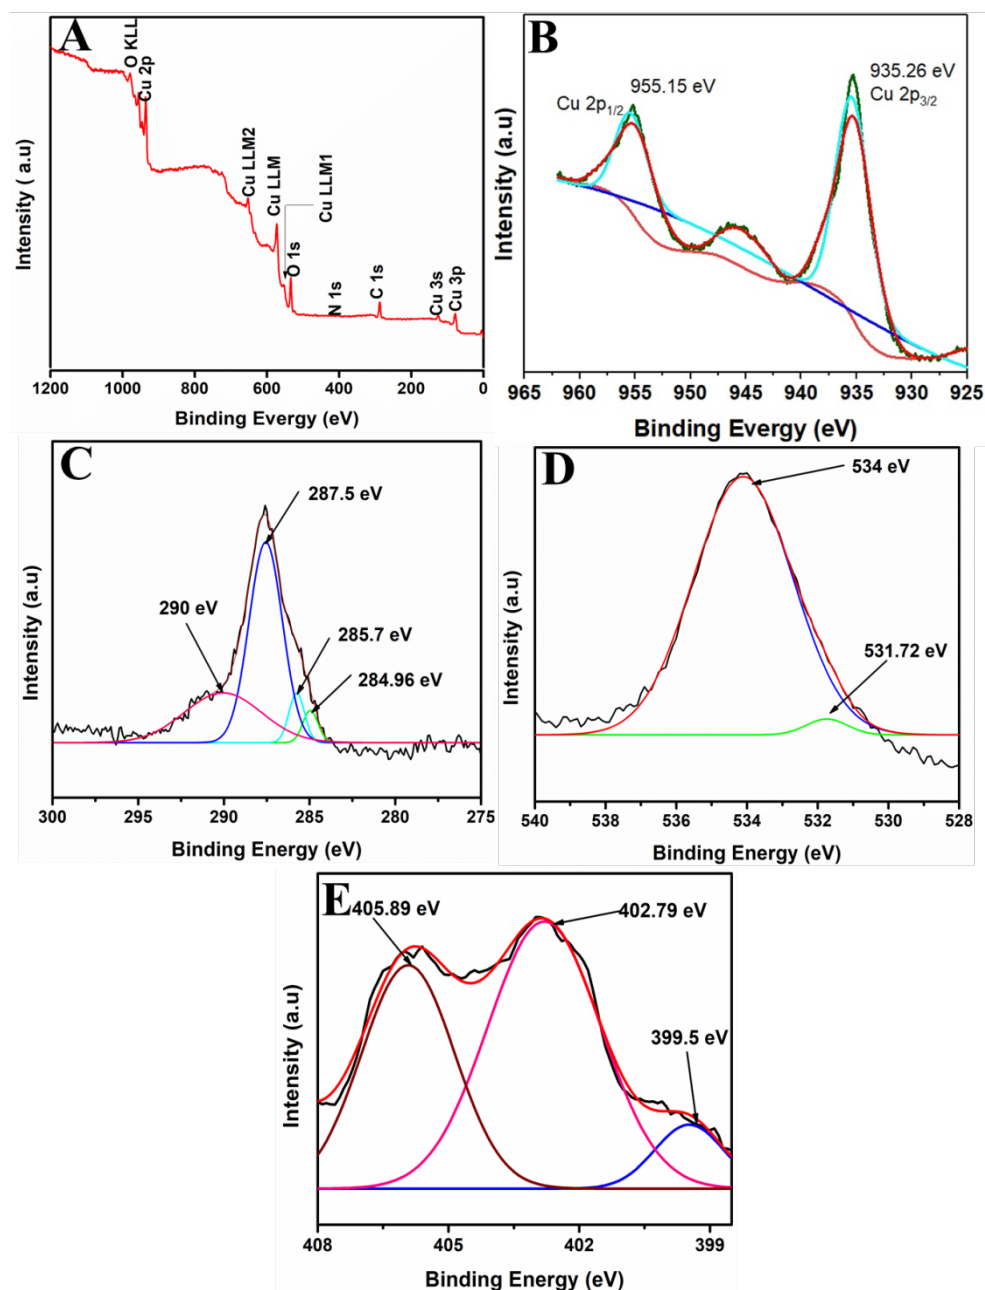 A
O KLL
Cu 2p
Cu LLM2
Cu LLM
Cu LLM1
O 1s
N 1s
C 1s
Cu 3s
Cu 3p
Intensity ( a.u)
1200 1000 800 600 400 200 0
Binding Evergy (eV)
B
955.15 eV
Cu 2p1/2
935.26 eV
Cu 2p3/2
Intensity (a.u)
965 960 955 950 945 940 935 930 925
Binding Evergy (eV)
C
287.5 eV
290 eV
285.7 eV
284.96 eV
Intensity (a.u)
300 295 290 285 280 275
Binding Energy (eV)
D
534 eV
531.72 eV
Intensity (a.u)
540 538 536 534 532 530 528
Binding Energy (eV)
E
405.89 eV
402.79 eV
399.5 eV
Intensity (a.u)
408 405 402 399
Binding Energy (eV)